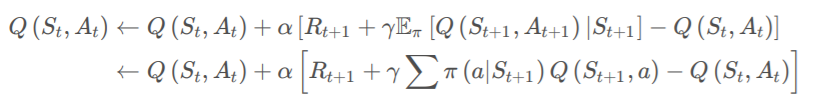 Q (S_t, A_t) ← Q (S_t, A_t) + α [R_{t+1} + γ𝔼_π [Q (S_{t+1}, A_{t+1}) |S_{t+1}] − Q (S_t, A_t)]
← Q (S_t, A_t) + α [R_{t+1} + γ ∑ π (a|S_{t+1}) Q (S_{t+1}, a) − Q (S_t, A_t)]